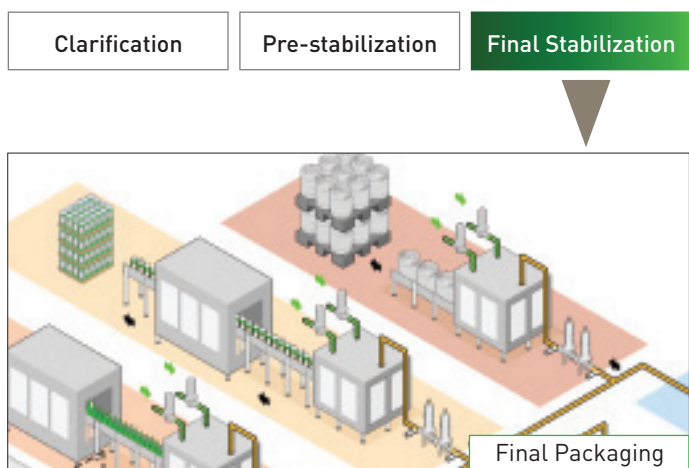 Clarification
Pre-stabilization
Final Stabilization
Final Packaging